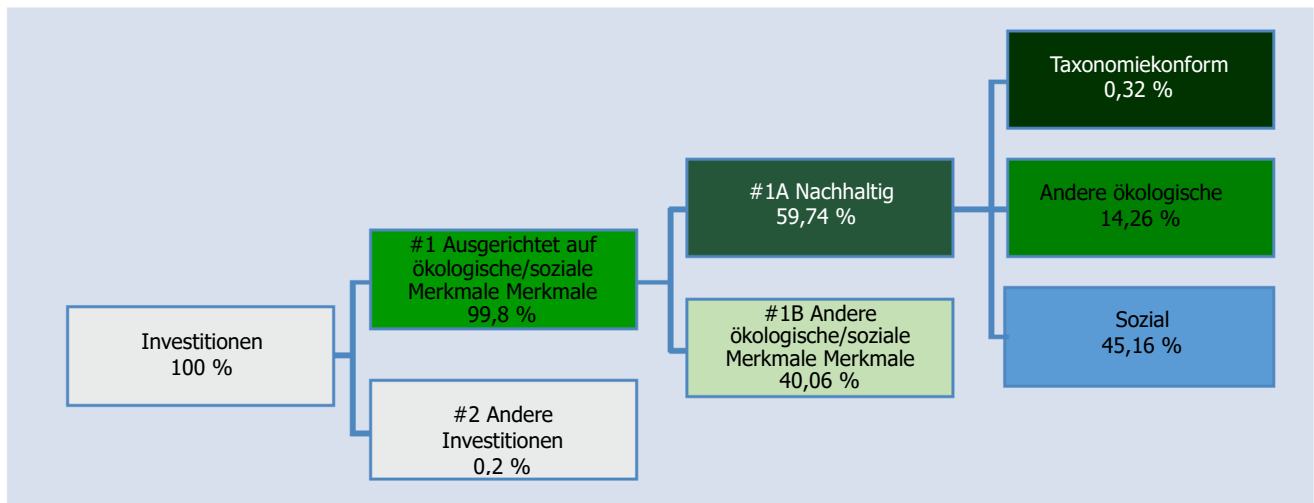 Investitionen
100 %
#1 Ausgerichtet auf
ökologische/soziale
Merkmale Merkmale
99,8 %
#2 Andere
Investitionen
0,2 %
#1A Nachhaltig
59,74 %
#1B Andere
ökologische/soziale
Merkmale Merkmale
40,06 %
Taxonomiekonform
0,32 %
Andere ökologische
14,26 %
Sozial
45,16 %